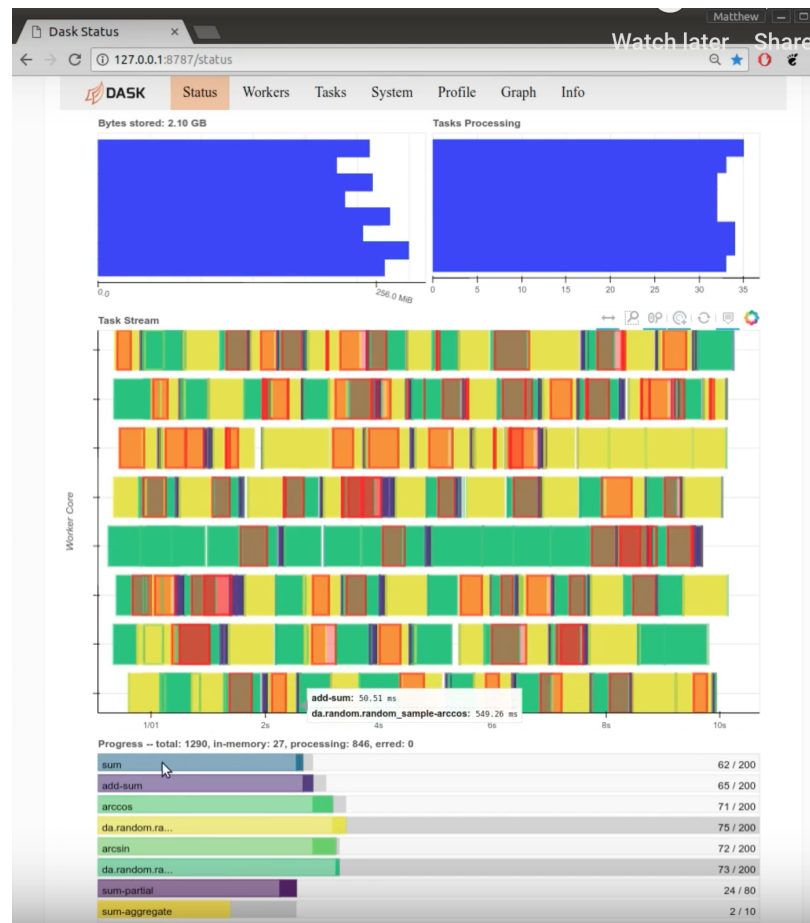 Matthew
Dask Status
Watch later Share
127.0.0.1:8787/status
DASK Status Workers Tasks System Profile Graph Info
Bytes stored: 2.10 GB
Tasks Processing
0.0 256.0 MiB
0 5 10 15 20 25 30 35
Task Stream
Worker Core
add-sum: 50.51 ms
da.random.random_sample-arccos: 549.26 ms
1/01 2s 4s 6s 8s 10s
Progress -- total: 1290, in-memory: 27, processing: 846, erred: 0
sum 62 / 200
add-sum 65 / 200
arccos 71 / 200
da.random.ra... 75 / 200
arcsin 72 / 200
da.random.ra... 73 / 200
sum-partial 24 / 80
sum-aggregate 2 / 10